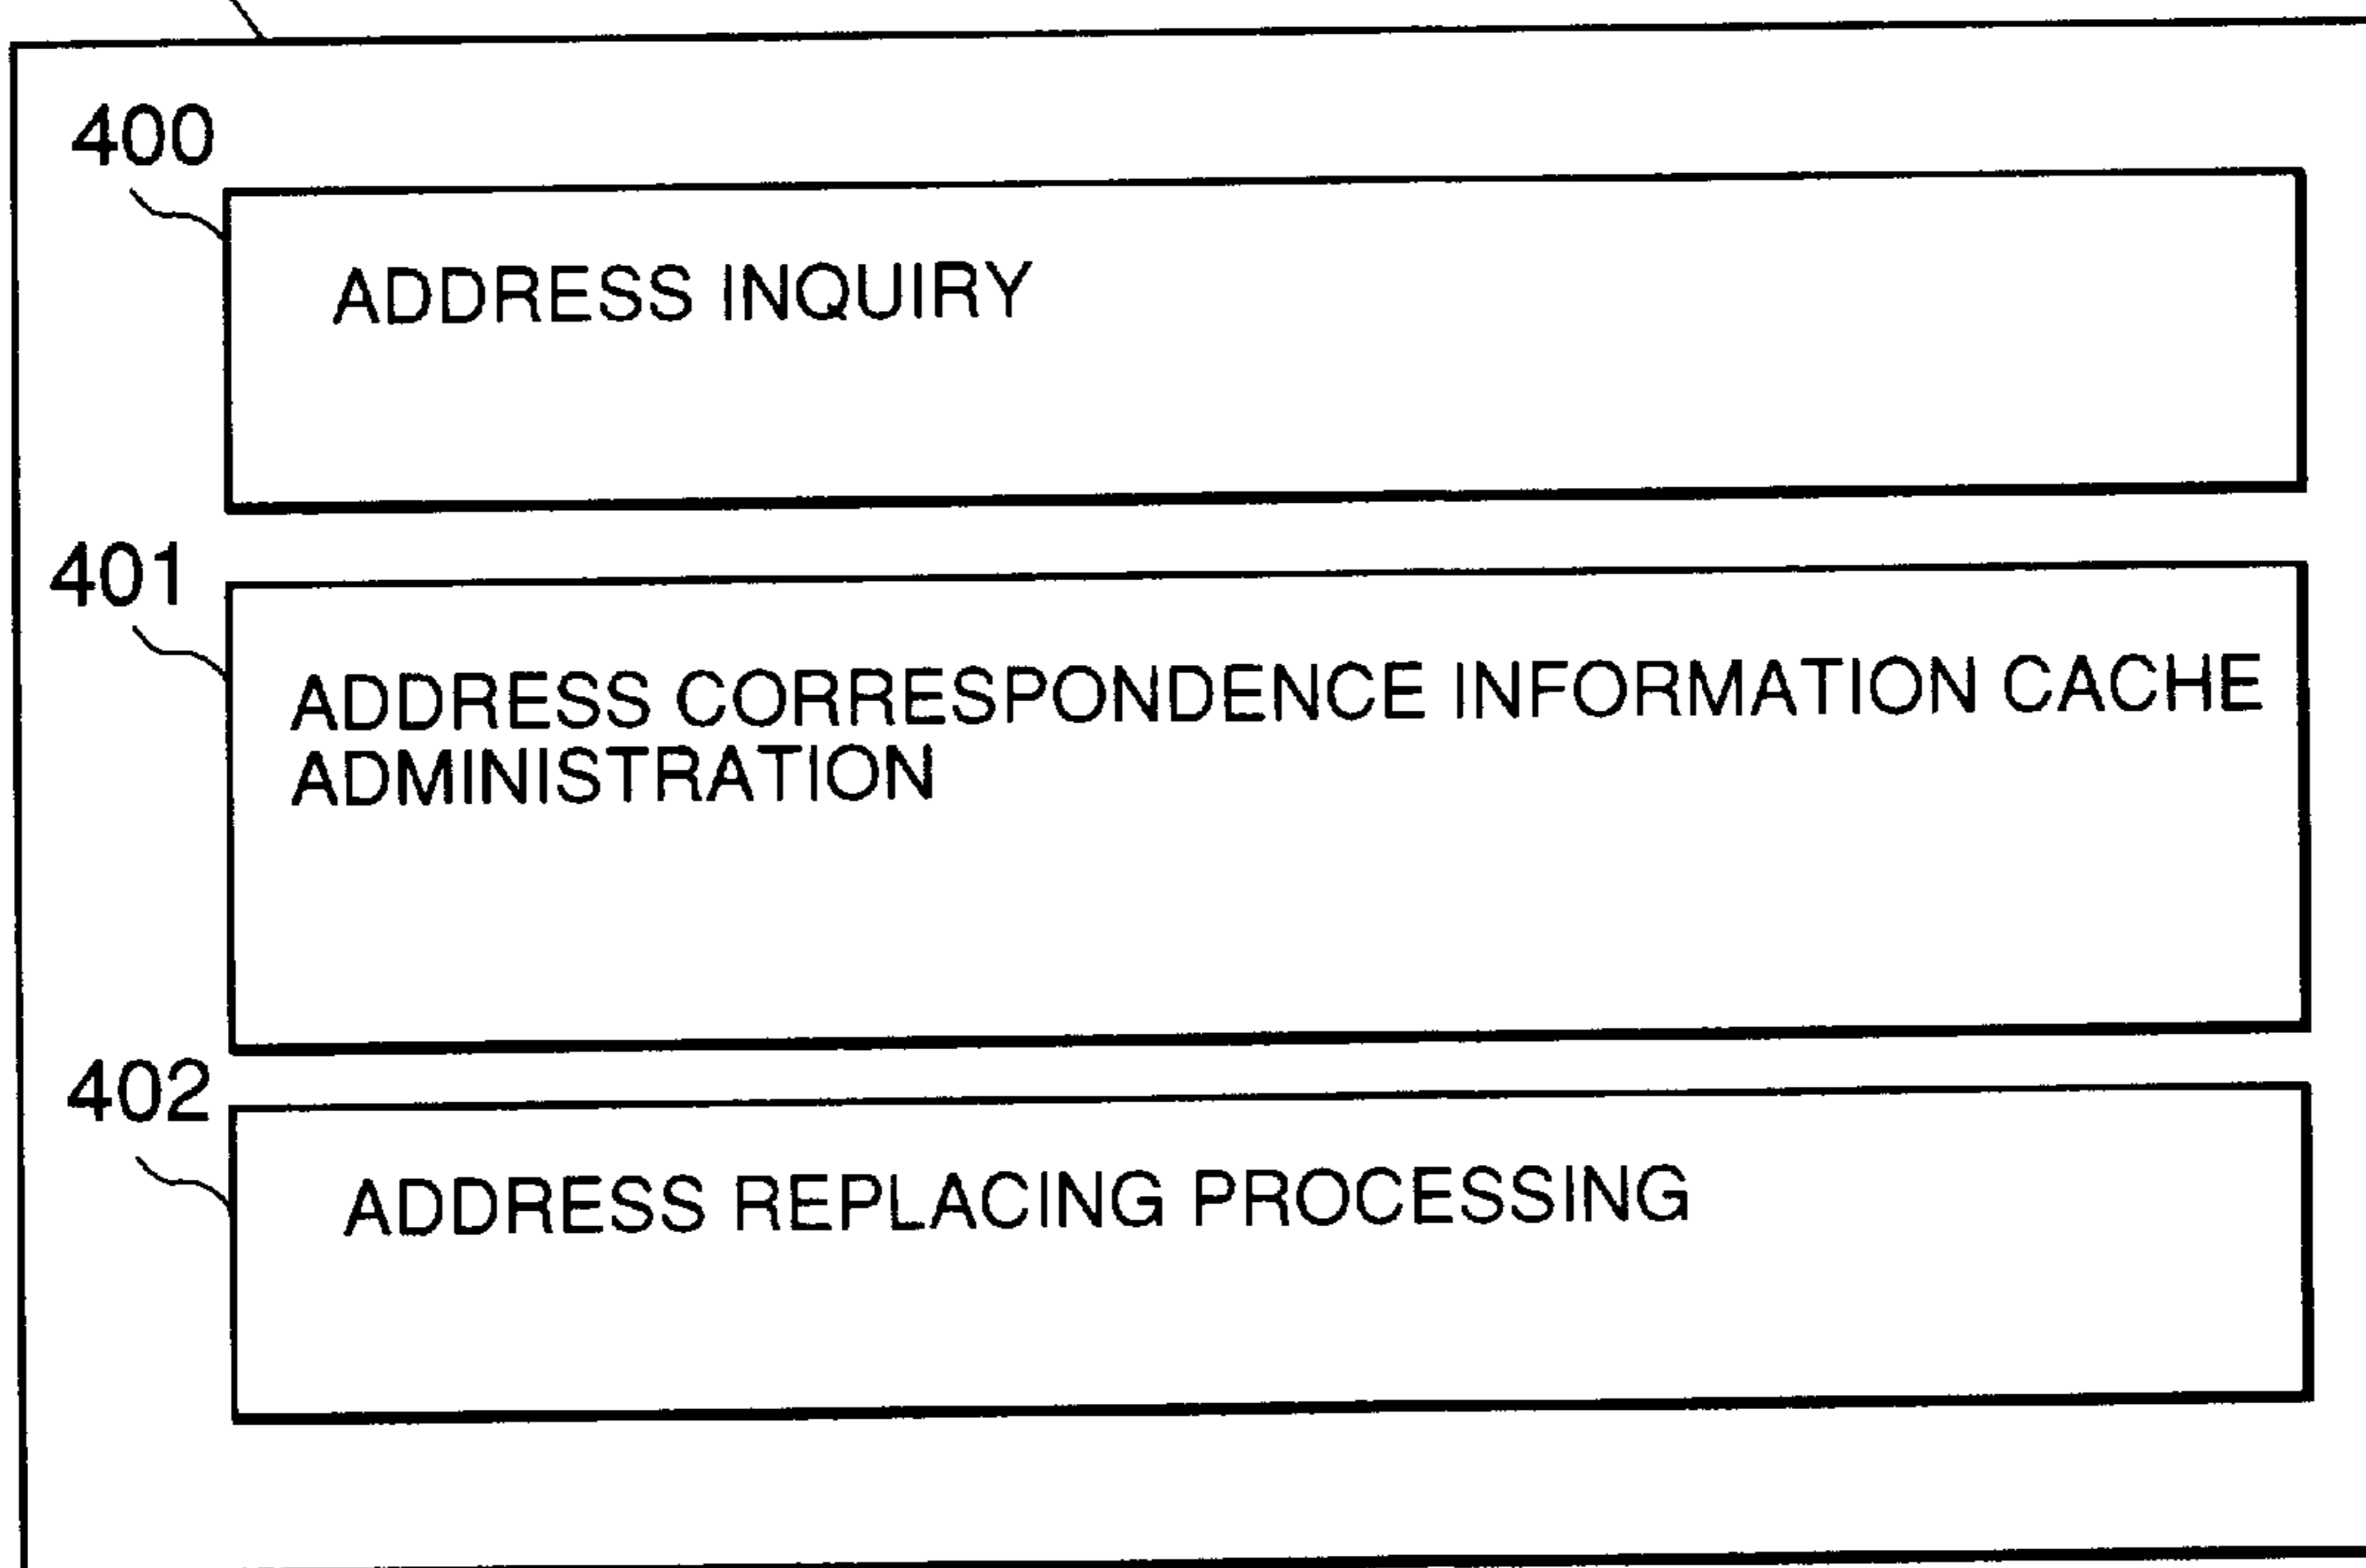 400
ADDRESS INQUIRY
401
ADDRESS CORRESPONDENCE INFORMATION CACHE
ADMINISTRATION
402
ADDRESS REPLACING PROCESSING